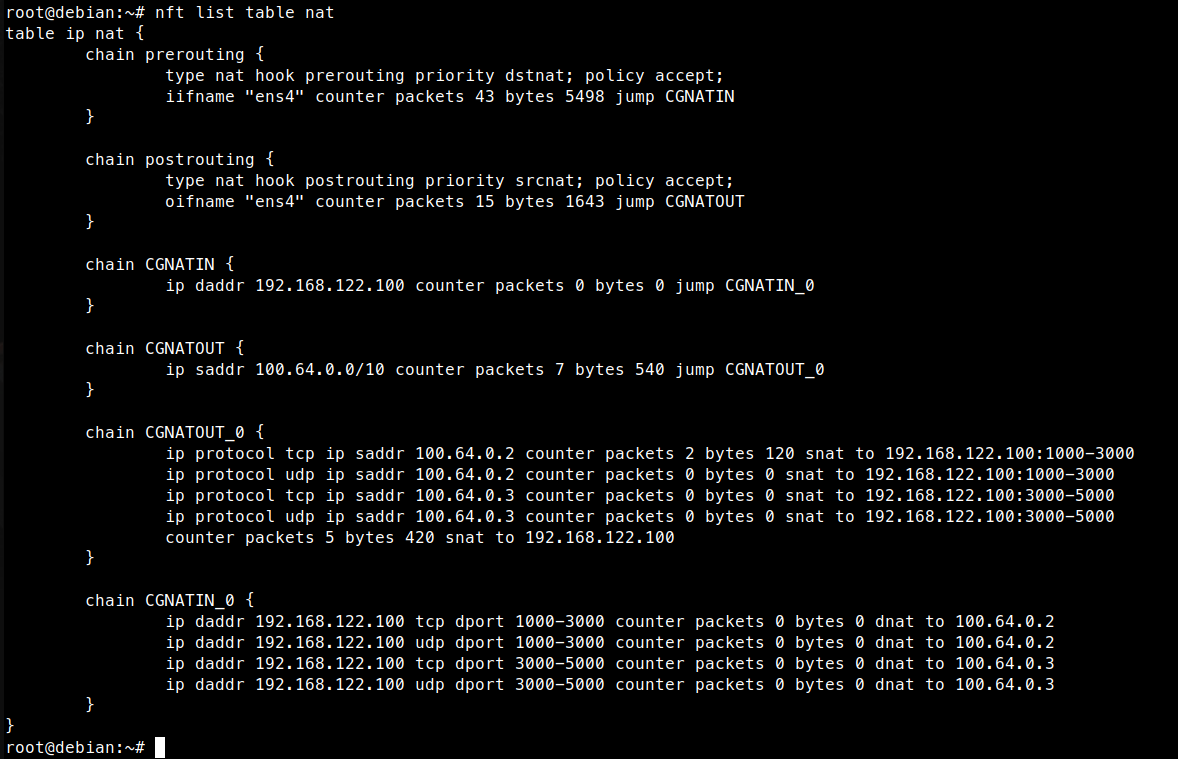 root@debian:~# nft list table nat
table ip nat {
        chain prerouting {
                type nat hook prerouting priority dstnat; policy accept;
                iifname "ens4" counter packets 43 bytes 5498 jump CGNATIN
        }

        chain postrouting {
                type nat hook postrouting priority srcnat; policy accept;
                oifname "ens4" counter packets 15 bytes 1643 jump CGNATOUT
        }

        chain CGNATIN {
                ip daddr 192.168.122.100 counter packets 0 bytes 0 jump CGNATIN_0
        }

        chain CGNATOUT {
                ip saddr 100.64.0.0/10 counter packets 7 bytes 540 jump CGNATOUT_0
        }

        chain CGNATOUT_0 {
                ip protocol tcp ip saddr 100.64.0.2 counter packets 2 bytes 120 snat to 192.168.122.100:1000-3000
                ip protocol udp ip saddr 100.64.0.2 counter packets 0 bytes 0 snat to 192.168.122.100:1000-3000
                ip protocol tcp ip saddr 100.64.0.3 counter packets 0 bytes 0 snat to 192.168.122.100:3000-5000
                ip protocol udp ip saddr 100.64.0.3 counter packets 0 bytes 0 snat to 192.168.122.100:3000-5000
                counter packets 5 bytes 420 snat to 192.168.122.100
        }

        chain CGNATIN_0 {
                ip daddr 192.168.122.100 tcp dport 1000-3000 counter packets 0 bytes 0 dnat to 100.64.0.2
                ip daddr 192.168.122.100 udp dport 1000-3000 counter packets 0 bytes 0 dnat to 100.64.0.2
                ip daddr 192.168.122.100 tcp dport 3000-5000 counter packets 0 bytes 0 dnat to 100.64.0.3
                ip daddr 192.168.122.100 udp dport 3000-5000 counter packets 0 bytes 0 dnat to 100.64.0.3
        }
}
root@debian:~#